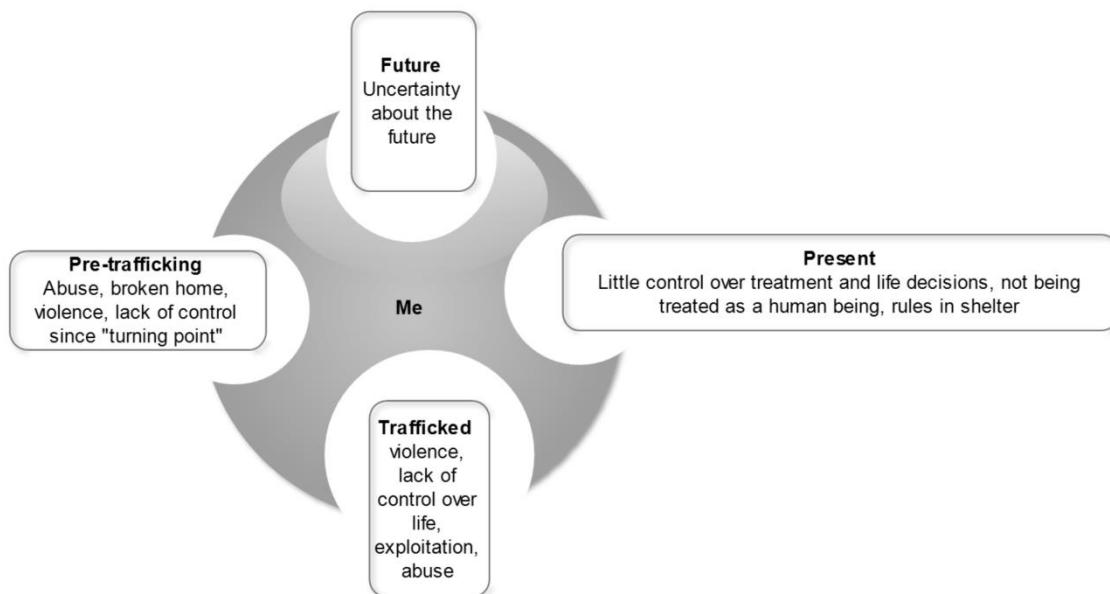 Future
Uncertainty
about the
future
Pre-trafficking
Abuse, broken home,
violence, lack of control
since "turning point"
Me
Present
Little control over treatment and life decisions, not being
treated as a human being, rules in shelter
Trafficked
violence,
lack of
control over
life,
exploitation,
abuse